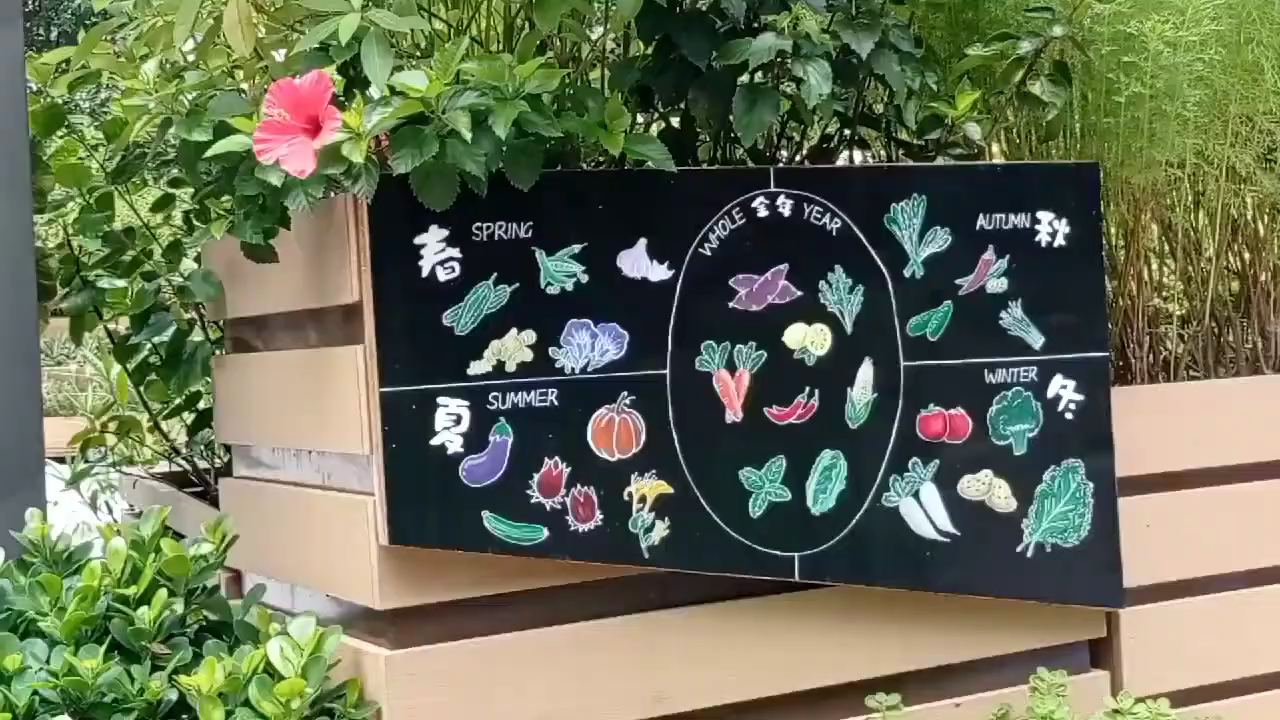 春 SPRING
WHOLE 全年 YEAR
AUTUMN 秋
夏 SUMMER
WINTER 冬